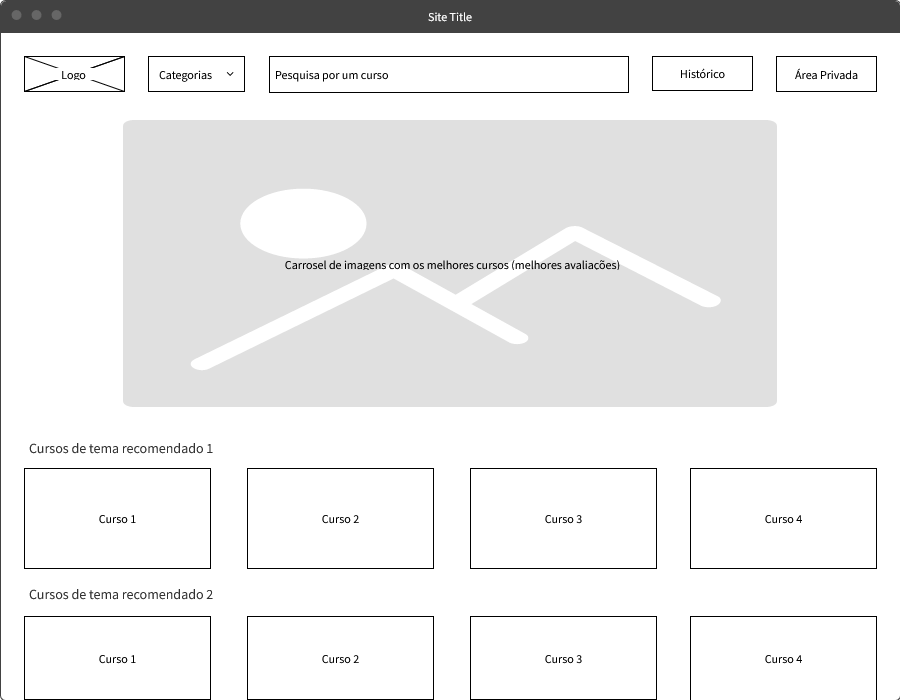 Site Title
Logo
Categorias
Pesquisa por um curso
Histórico
Área Privada
Carrosel de imagens com os melhores cursos (melhores avaliações)
Cursos de tema recomendado 1
Curso 1
Curso 2
Curso 3
Curso 4
Cursos de tema recomendado 2
Curso 1
Curso 2
Curso 3
Curso 4